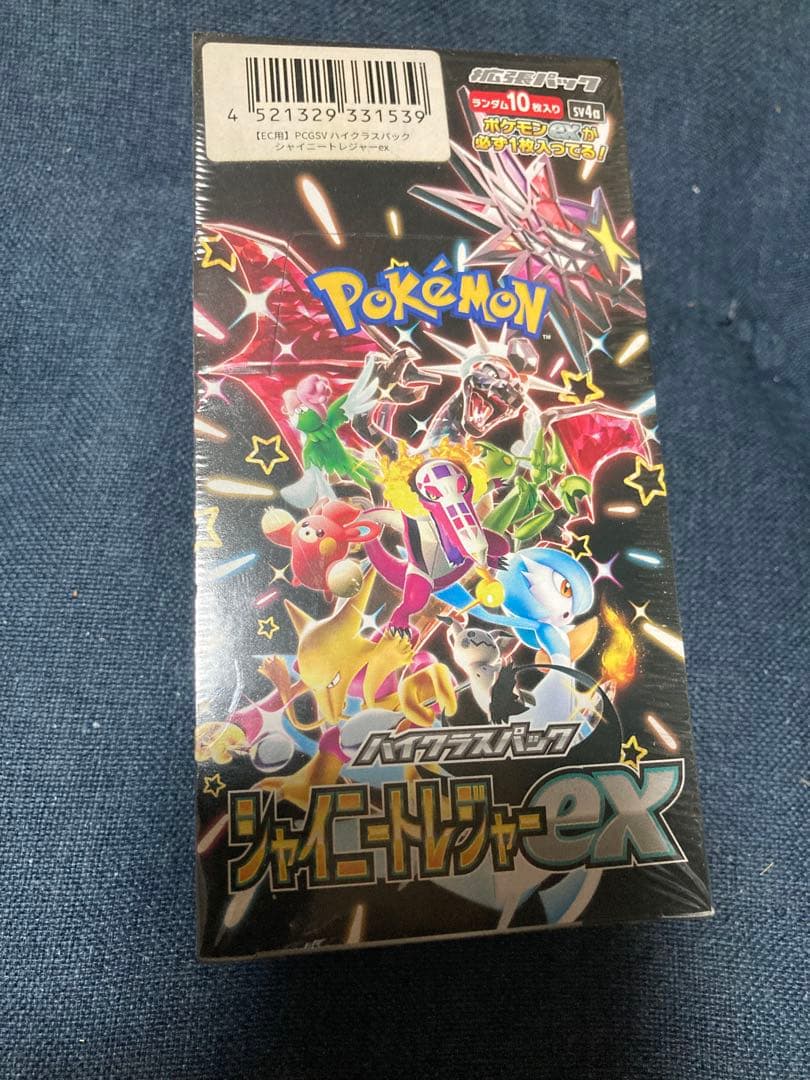 4 521329 331539
【EC用】PCGSV ハイクラスパック
シャイニートレジャーex
拡張パック
ランダム10枚入り
sv4a
ポケモンexが
必ず1枚入ってる!
POKéMON
TM
ハイクラスパック
シャイニートレジャーex